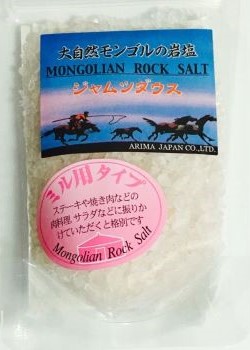 大自然モンゴルの岩塩
MONGOLIAN ROCK SALT
ジャムツダウス
ARIMA JAPAN CO.,LTD.
ミル用タイプ
ステーキや焼き肉などの
肉料理、サラダなどに振りか
けていただくと格別です
Mongolian Rock Salt